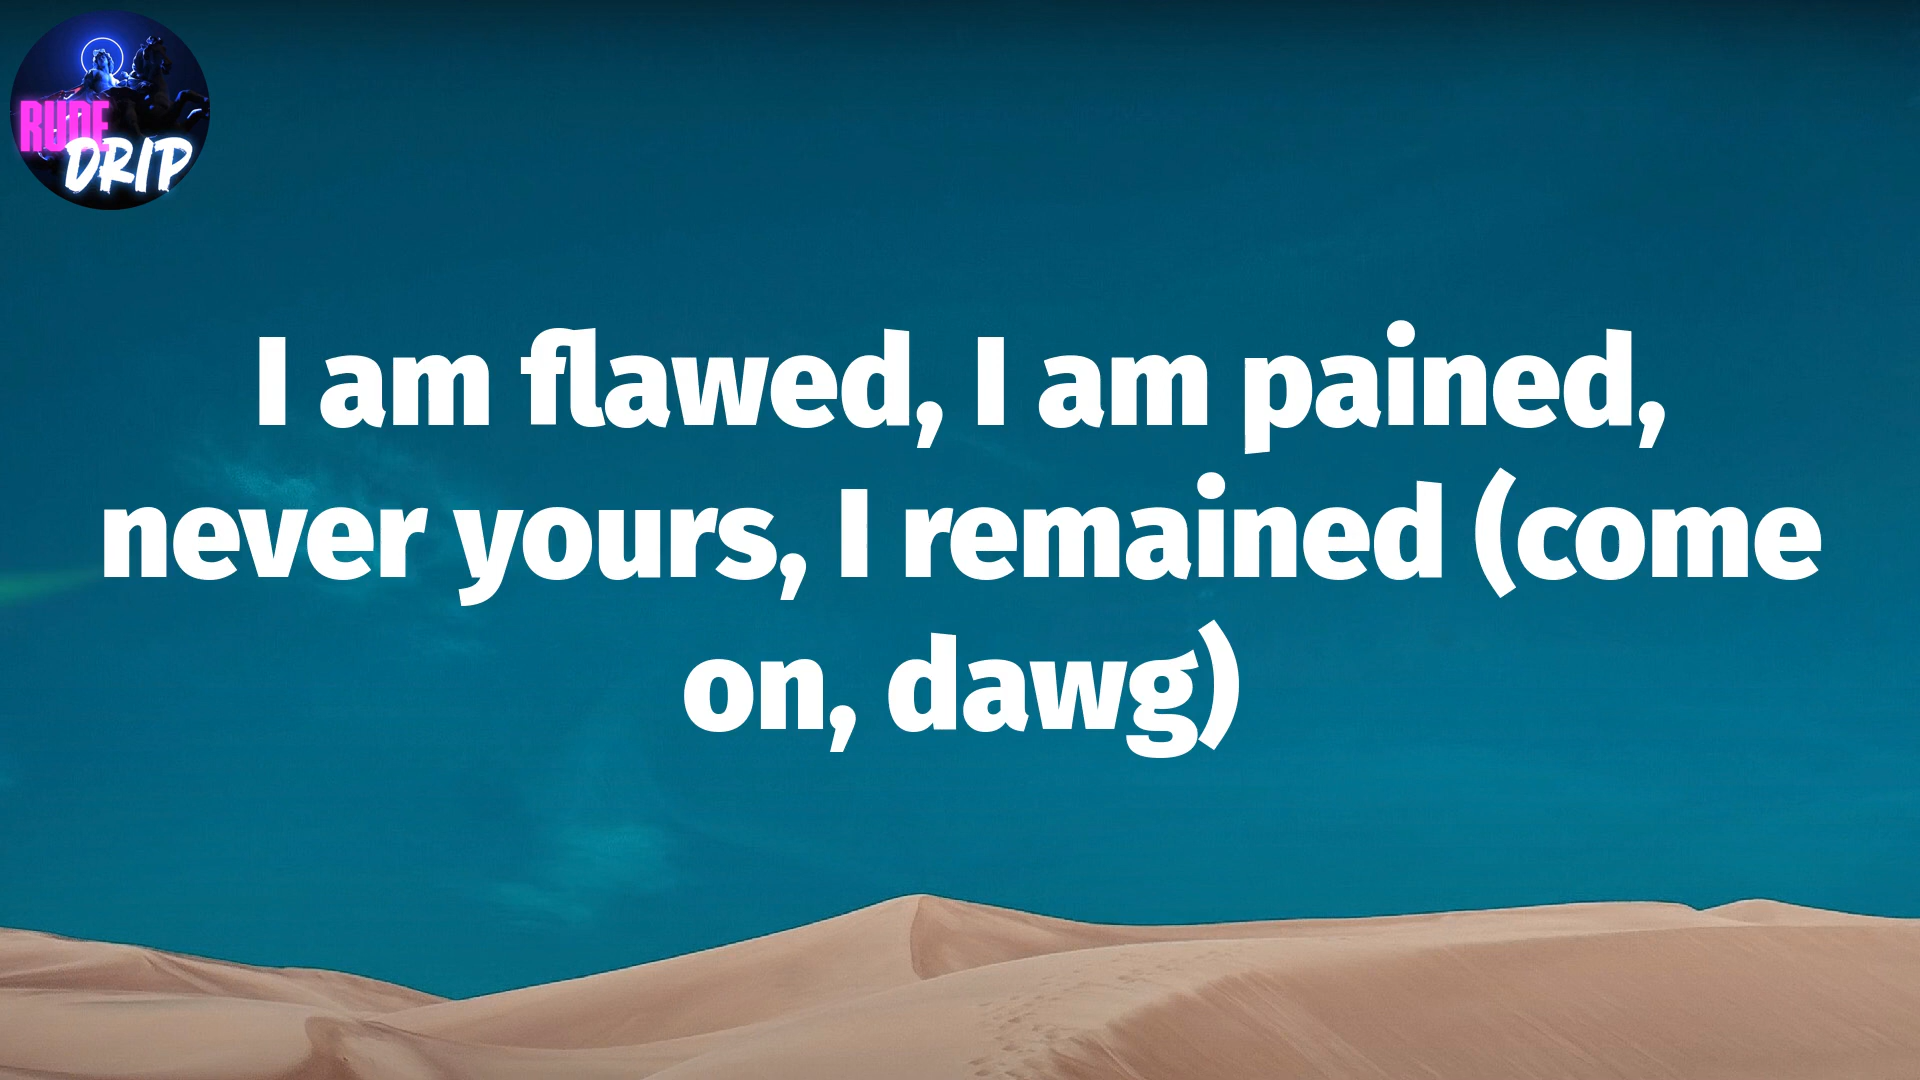 RUDE
DRIP
I am flawed, I am pained,
never yours, I remained (come
on, dawg)